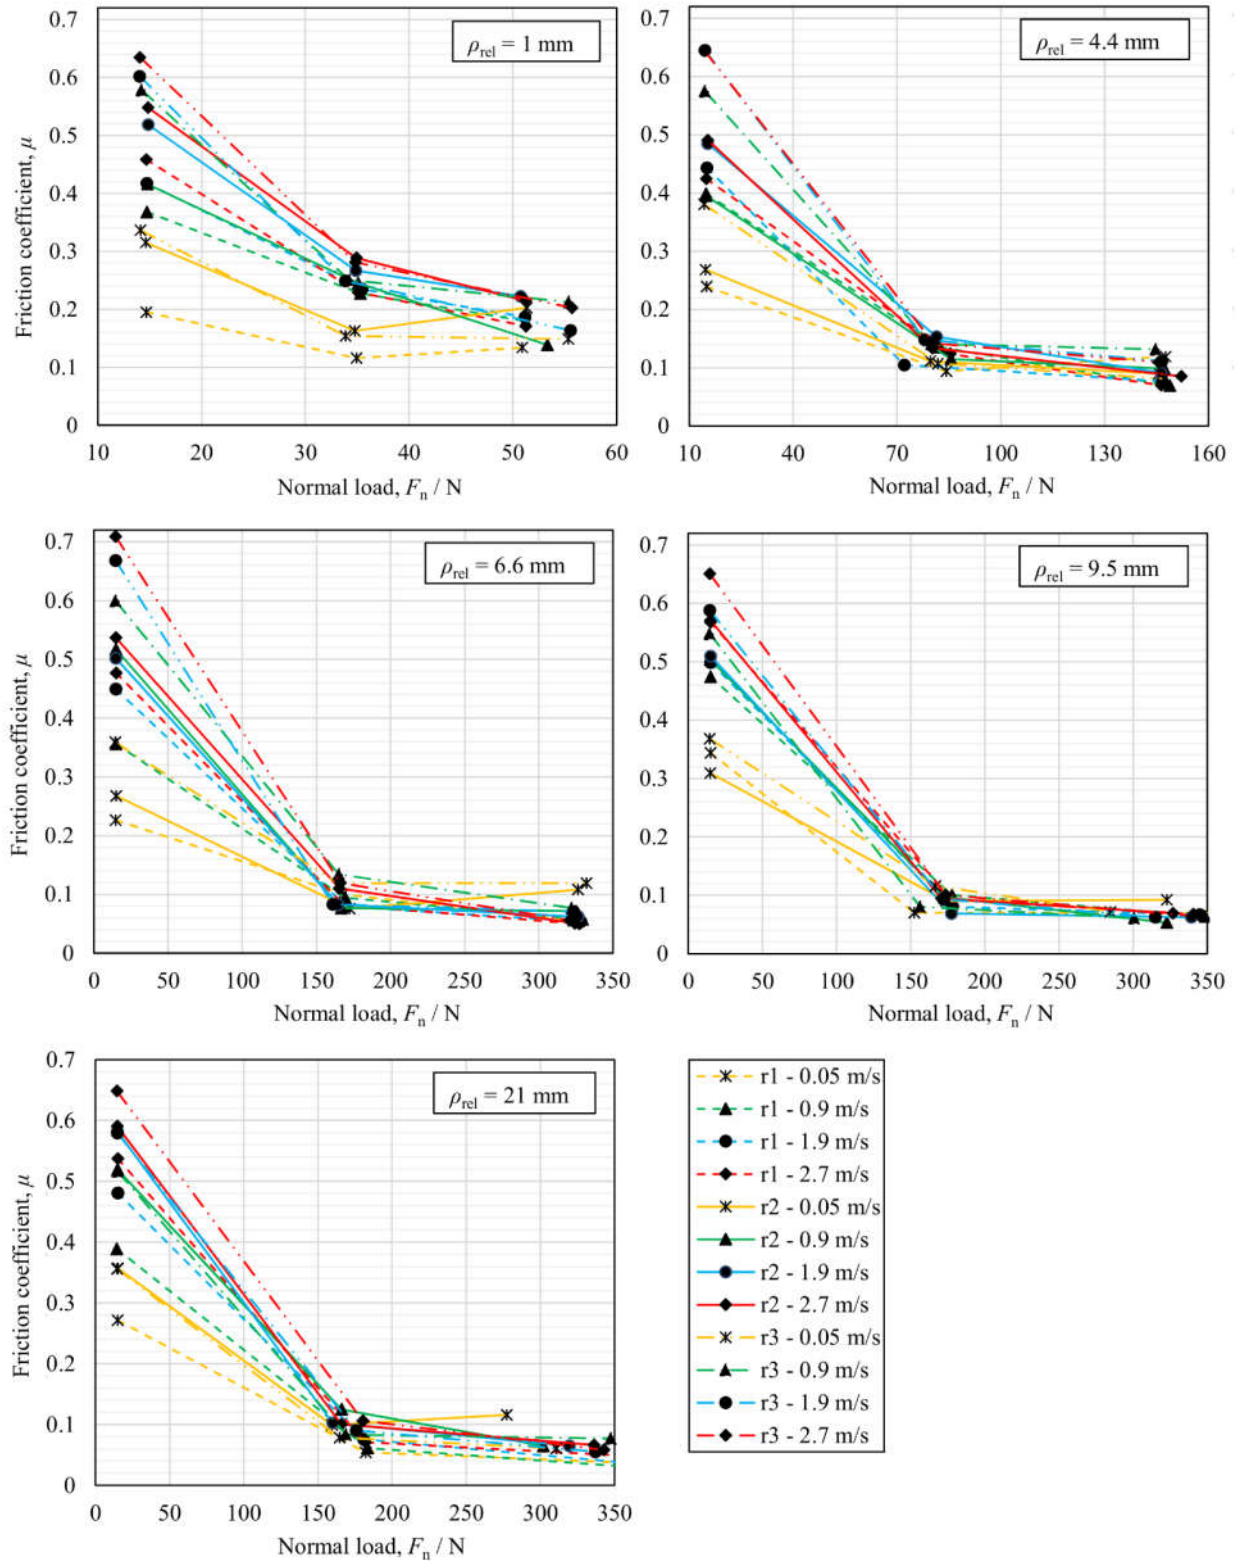 ρrel = 1 mm
0.7
0.6
0.5
0.4
0.3
0.2
0.1
0
Friction coefficient, μ
10 20 30 40 50 60
Normal load, Fn / N
ρrel = 4.4 mm
0.7
0.6
0.5
0.4
0.3
0.2
0.1
0
10 40 70 100 130 160
Normal load, Fn / N
ρrel = 6.6 mm
0.7
0.6
0.5
0.4
0.3
0.2
0.1
0
Friction coefficient, μ
0 50 100 150 200 250 300 350
Normal load, Fn / N
ρrel = 9.5 mm
0.7
0.6
0.5
0.4
0.3
0.2
0.1
0
0 50 100 150 200 250 300 350
Normal load, Fn / N
ρrel = 21 mm
0.7
0.6
0.5
0.4
0.3
0.2
0.1
0
Friction coefficient, μ
0 50 100 150 200 250 300 350
Normal load, Fn / N
r1 - 0.05 m/s
r1 - 0.9 m/s
r1 - 1.9 m/s
r1 - 2.7 m/s
r2 - 0.05 m/s
r2 - 0.9 m/s
r2 - 1.9 m/s
r2 - 2.7 m/s
r3 - 0.05 m/s
r3 - 0.9 m/s
r3 - 1.9 m/s
r3 - 2.7 m/s